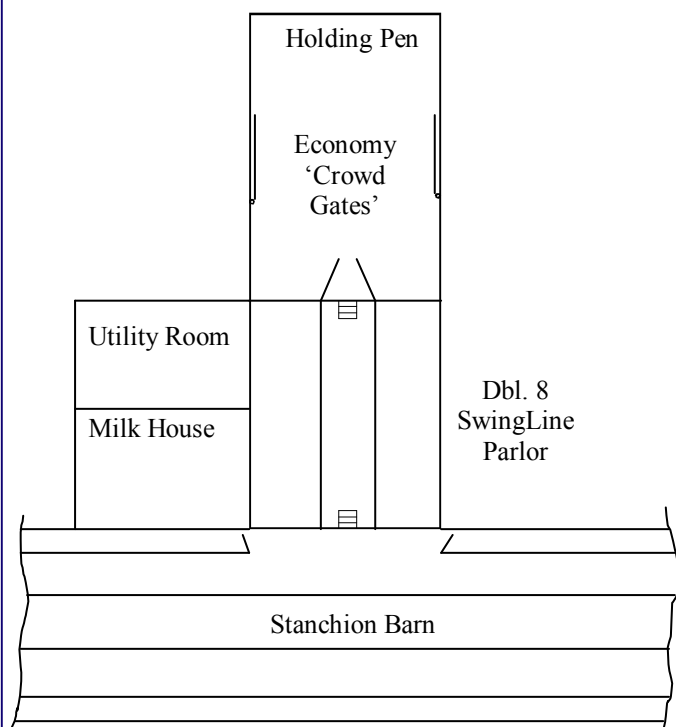 Holding Pen
Economy
‘Crowd
Gates’
Utility Room
Milk House
Dbl. 8
SwingLine
Parlor
Stanchion Barn